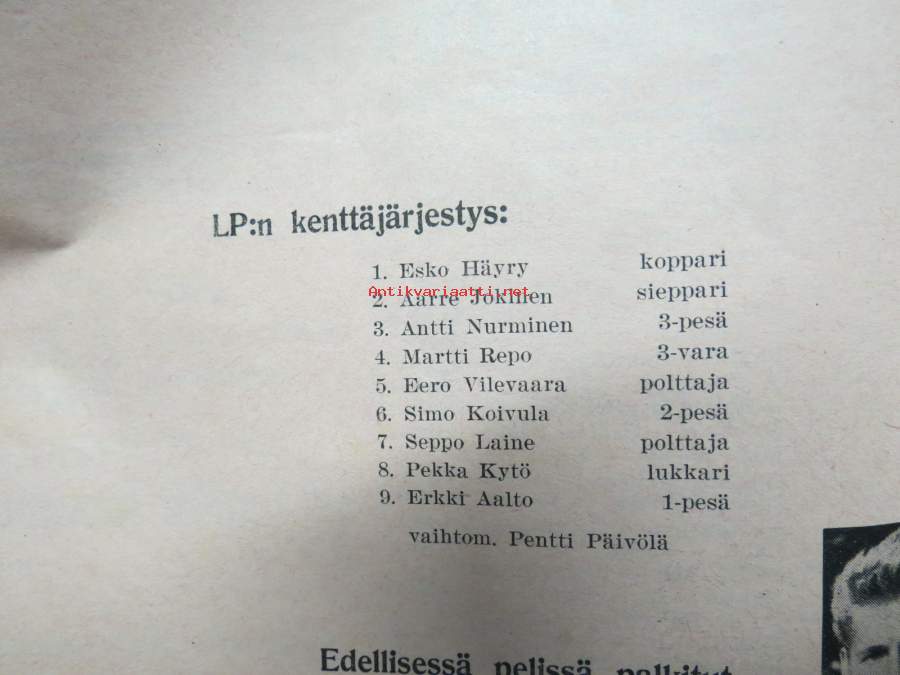 LP:n kenttäjärjestys:
1. Esko Häyry koppari
Antikvariaatti.net
2. Aarre Jokinen sieppari
3. Antti Nurminen 3-pesä
4. Martti Repo 3-vara
5. Eero Vilevaara polttaja
6. Simo Koivula 2-pesä
7. Seppo Laine polttaja
8. Pekka Kytö lukkari
9. Erkki Aalto 1-pesä
vaihtom. Pentti Päivölä
Edellisessä pelissä palkitut